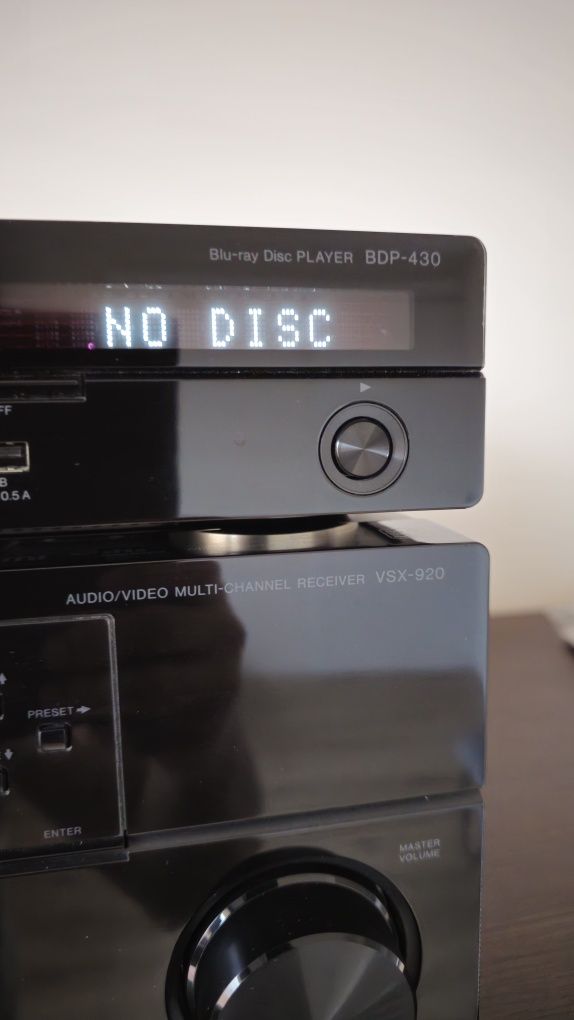 Blu-ray Disc PLAYER BDP-430
NO DISC
0.5 A
AUDIO/VIDEO MULTI-CHANNEL RECEIVER VSX-920
PRESET
ENTER
MASTER
VOLUME